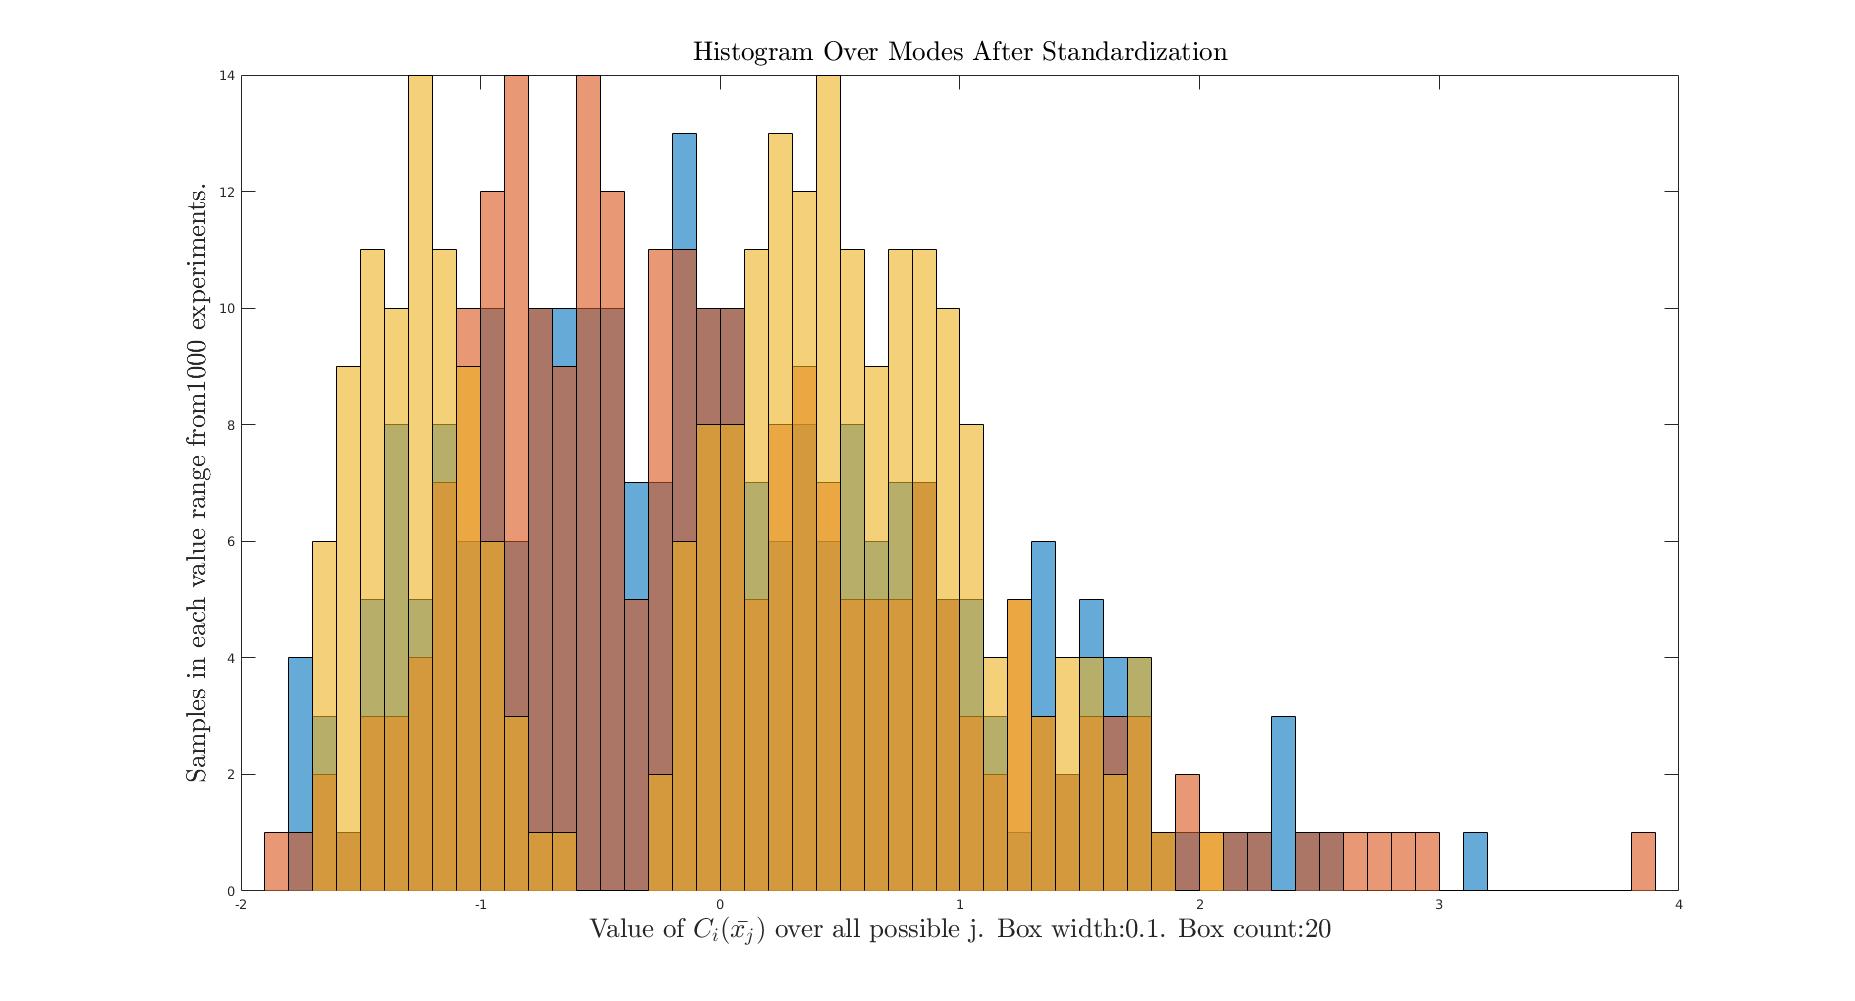 Histogram Over Modes After Standardization
14
12
10
8
6
4
2
0
Samples in each value range from1000 experiments.
-2 -1 0 1 2 3 4
Value of $C_i(\bar{x_j})$ over all possible j. Box width:0.1. Box count:20